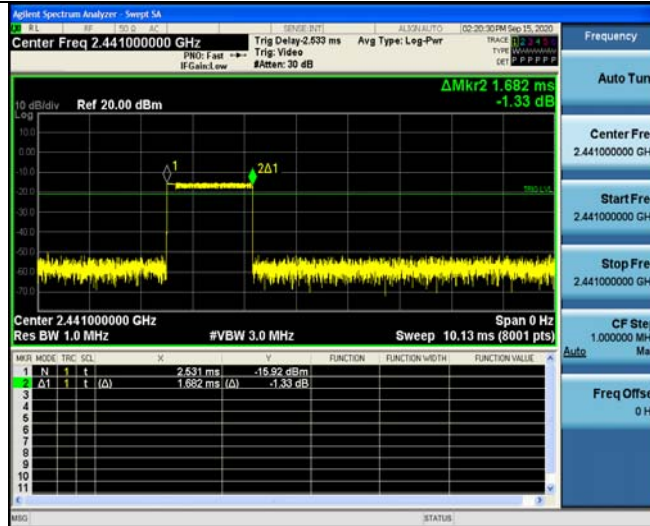 Agilent Spectrum Analyzer - Swept SA
RL RF 50 Ω AC SENSE:INT ALIGN AUTO 02:20:30 PM Sep 15, 2020
Center Freq 2.441000000 GHz
PNO: Fast
IFGain:Low
Trig Delay-2.533 ms
Trig: Video
#Atten: 30 dB
Avg Type: Log-Pwr
TRACE 1 2 3 4 5 6
TYPE
DET P P P P P P
ΔMkr2 1.682 ms
-1.33 dB
10 dB/div Ref 20.00 dBm
Log
10.0
0.00
-10.0
-20.0
-30.0
-40.0
-50.0
-60.0
-70.0
1
2Δ1
TRIG LVL
Center 2.441000000 GHz Span 0 Hz
Res BW 1.0 MHz #VBW 3.0 MHz Sweep 10.13 ms (8001 pts)
MKR MODE TRC SCL X Y FUNCTION FUNCTION WIDTH FUNCTION VALUE
1 N 1 t 2.531 ms -15.92 dBm
2 Δ1 1 t (Δ) 1.682 ms (Δ) -1.33 dB
3
4
5
6
7
8
9
10
11
MSG STATUS
Frequency
Auto Tun
Center Fre
2.441000000 GH
Start Fre
2.441000000 GH
Stop Fre
2.441000000 GH
CF Ste
1.000000 MH
Auto Ma
Freq Offse
0 H